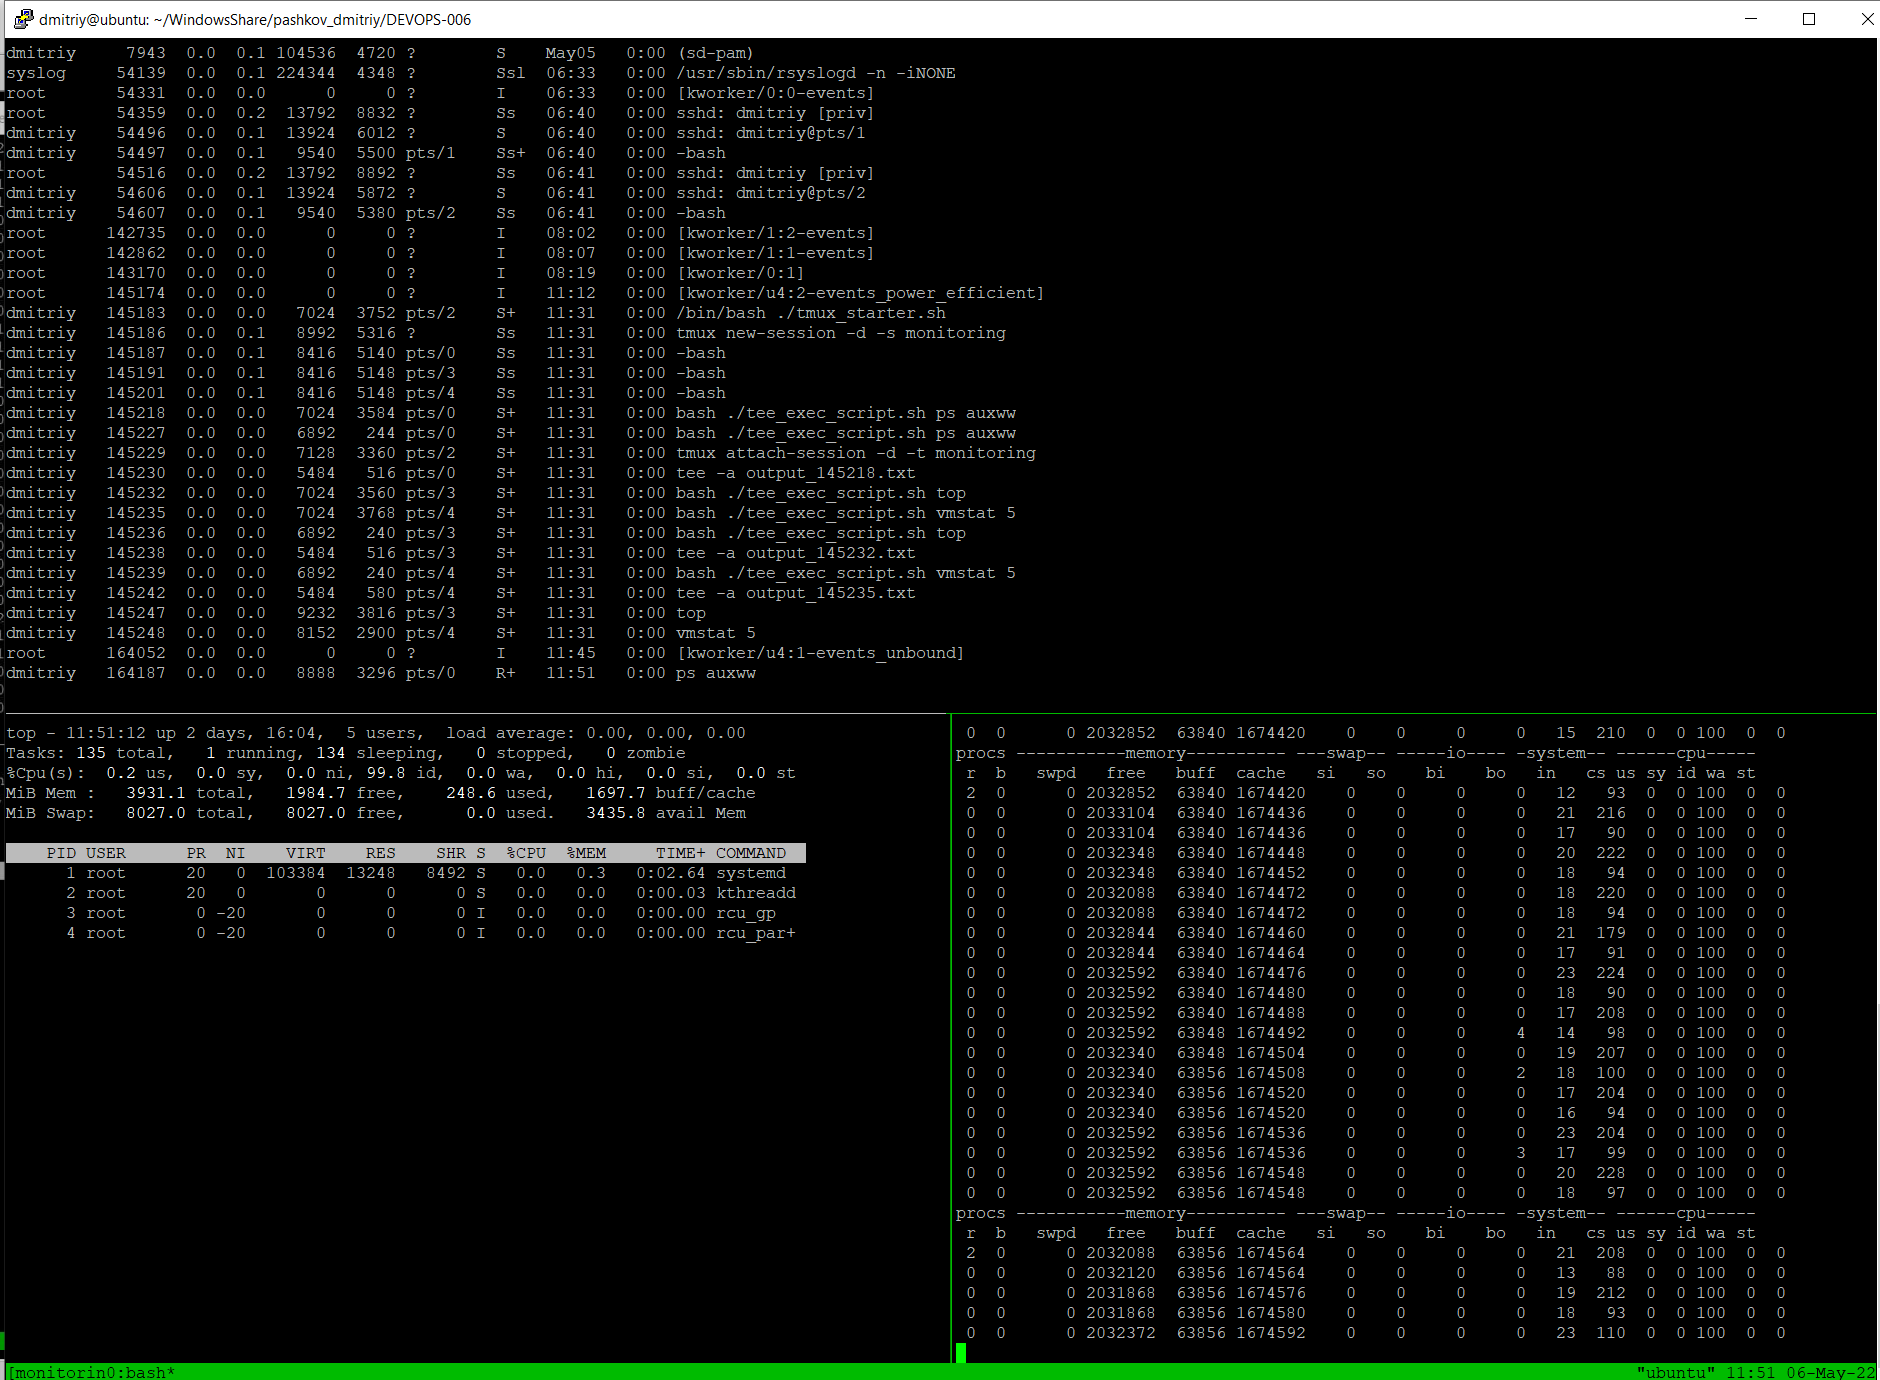 dmitriy@ubuntu: ~/WindowsShare/pashkov_dmitriy/DEVOPS-006
dmitriy     7943  0.0  0.1 104536  4720 ?        S    May05   0:00 (sd-pam)
syslog     54139  0.0  0.1 224344  4348 ?        Ssl  06:33   0:00 /usr/sbin/rsyslogd -n -iNONE
root       54331  0.0  0.0      0     0 ?        I    06:33   0:00 [kworker/0:0-events]
root       54359  0.0  0.2  13792  8832 ?        Ss   06:40   0:00 sshd: dmitriy [priv]
dmitriy    54496  0.0  0.1  13924  6012 ?        S    06:40   0:00 sshd: dmitriy@pts/1
dmitriy    54497  0.0  0.1   9540  5500 pts/1    Ss+  06:40   0:00 -bash
root       54516  0.0  0.2  13792  8892 ?        Ss   06:41   0:00 sshd: dmitriy [priv]
dmitriy    54606  0.0  0.1  13924  5872 ?        S    06:41   0:00 sshd: dmitriy@pts/2
dmitriy    54607  0.0  0.1   9540  5380 pts/2    Ss   06:41   0:00 -bash
root      142735  0.0  0.0      0     0 ?        I    08:02   0:00 [kworker/1:2-events]
root      142862  0.0  0.0      0     0 ?        I    08:07   0:00 [kworker/1:1-events]
root      143170  0.0  0.0      0     0 ?        I    08:19   0:00 [kworker/0:1]
root      145174  0.0  0.0      0     0 ?        I    11:12   0:00 [kworker/u4:2-events_power_efficient]
dmitriy   145183  0.0  0.0   7024  3752 pts/2    S+   11:31   0:00 /bin/bash ./tmux_starter.sh
dmitriy   145186  0.0  0.1   8992  5316 ?        Ss   11:31   0:00 tmux new-session -d -s monitoring
dmitriy   145187  0.0  0.1   8416  5140 pts/0    Ss   11:31   0:00 -bash
dmitriy   145191  0.0  0.1   8416  5148 pts/3    Ss   11:31   0:00 -bash
dmitriy   145201  0.0  0.1   8416  5148 pts/4    Ss   11:31   0:00 -bash
dmitriy   145218  0.0  0.0   7024  3584 pts/0    S+   11:31   0:00 bash ./tee_exec_script.sh ps auxww
dmitriy   145227  0.0  0.0   6892   244 pts/0    S+   11:31   0:00 bash ./tee_exec_script.sh ps auxww
dmitriy   145229  0.0  0.0   7128  3360 pts/2    S+   11:31   0:00 tmux attach-session -d -t monitoring
dmitriy   145230  0.0  0.0   5484   516 pts/0    S+   11:31   0:00 tee -a output_145218.txt
dmitriy   145232  0.0  0.0   7024  3560 pts/3    S+   11:31   0:00 bash ./tee_exec_script.sh top
dmitriy   145235  0.0  0.0   7024  3768 pts/4    S+   11:31   0:00 bash ./tee_exec_script.sh vmstat 5
dmitriy   145236  0.0  0.0   6892   240 pts/3    S+   11:31   0:00 bash ./tee_exec_script.sh top
dmitriy   145238  0.0  0.0   5484   516 pts/3    S+   11:31   0:00 tee -a output_145232.txt
dmitriy   145239  0.0  0.0   6892   240 pts/4    S+   11:31   0:00 bash ./tee_exec_script.sh vmstat 5
dmitriy   145242  0.0  0.0   5484   580 pts/4    S+   11:31   0:00 tee -a output_145235.txt
dmitriy   145247  0.0  0.0   9232  3816 pts/3    S+   11:31   0:00 top
dmitriy   145248  0.0  0.0   8152  2900 pts/4    S+   11:31   0:00 vmstat 5
root      164052  0.0  0.0      0     0 ?        I    11:45   0:00 [kworker/u4:1-events_unbound]
dmitriy   164187  0.0  0.0   8888  3296 pts/0    R+   11:51   0:00 ps auxww
top - 11:51:12 up 2 days, 16:04,  5 users,  load average: 0.00, 0.00, 0.00
Tasks: 135 total,   1 running, 134 sleeping,   0 stopped,   0 zombie
%Cpu(s):  0.2 us,  0.0 sy,  0.0 ni, 99.8 id,  0.0 wa,  0.0 hi,  0.0 si,  0.0 st
MiB Mem :   3931.1 total,   1984.7 free,    248.6 used,   1697.7 buff/cache
MiB Swap:   8027.0 total,   8027.0 free,      0.0 used.   3435.8 avail Mem
PID USER      PR  NI    VIRT    RES    SHR S  %CPU  %MEM     TIME+ COMMAND
1 root      20   0  103384  13248   8492 S   0.0   0.3   0:02.64 systemd
2 root      20   0       0      0      0 S   0.0   0.0   0:00.03 kthreadd
3 root       0 -20       0      0      0 I   0.0   0.0   0:00.00 rcu_gp
4 root       0 -20       0      0      0 I   0.0   0.0   0:00.00 rcu_par+
0  0      0 2032852  63840 1674420    0    0     0     0   15  210  0  0 100  0  0
procs -----------memory---------- ---swap-- -----io---- -system-- ------cpu-----
r  b   swpd   free   buff  cache   si   so    bi    bo   in   cs us sy id wa st
2  0      0 2032852  63840 1674420    0    0     0     0   12   93  0  0 100  0  0
0  0      0 2033104  63840 1674436    0    0     0     0   21  216  0  0 100  0  0
0  0      0 2033104  63840 1674436    0    0     0     0   17   90  0  0 100  0  0
0  0      0 2032348  63840 1674448    0    0     0     0   20  222  0  0 100  0  0
0  0      0 2032348  63840 1674452    0    0     0     0   18   94  0  0 100  0  0
0  0      0 2032088  63840 1674472    0    0     0     0   18  220  0  0 100  0  0
0  0      0 2032088  63840 1674472    0    0     0     0   18   94  0  0 100  0  0
0  0      0 2032844  63840 1674460    0    0     0     0   21  179  0  0 100  0  0
0  0      0 2032844  63840 1674464    0    0     0     0   17   91  0  0 100  0  0
0  0      0 2032592  63840 1674476    0    0     0     0   23  224  0  0 100  0  0
0  0      0 2032592  63840 1674480    0    0     0     0   18   90  0  0 100  0  0
0  0      0 2032592  63840 1674488    0    0     0     0   17  208  0  0 100  0  0
0  0      0 2032592  63848 1674492    0    0     0     4   14   98  0  0 100  0  0
0  0      0 2032340  63848 1674504    0    0     0     0   19  207  0  0 100  0  0
0  0      0 2032340  63856 1674508    0    0     0     2   18  100  0  0 100  0  0
0  0      0 2032340  63856 1674520    0    0     0     0   17  204  0  0 100  0  0
0  0      0 2032340  63856 1674520    0    0     0     0   16   94  0  0 100  0  0
0  0      0 2032592  63856 1674536    0    0     0     0   23  204  0  0 100  0  0
0  0      0 2032592  63856 1674536    0    0     0     3   17   99  0  0 100  0  0
0  0      0 2032592  63856 1674548    0    0     0     0   20  228  0  0 100  0  0
0  0      0 2032592  63856 1674548    0    0     0     0   18   97  0  0 100  0  0
procs -----------memory---------- ---swap-- -----io---- -system-- ------cpu-----
r  b   swpd   free   buff  cache   si   so    bi    bo   in   cs us sy id wa st
2  0      0 2032088  63856 1674564    0    0     0     0   21  208  0  0 100  0  0
0  0      0 2032120  63856 1674564    0    0     0     0   13   88  0  0 100  0  0
0  0      0 2031868  63856 1674576    0    0     0     0   19  212  0  0 100  0  0
0  0      0 2031868  63856 1674580    0    0     0     0   18   93  0  0 100  0  0
0  0      0 2032372  63856 1674592    0    0     0     0   23  110  0  0 100  0  0
[monitorin0:bash* "ubuntu" 11:51 06-May-22